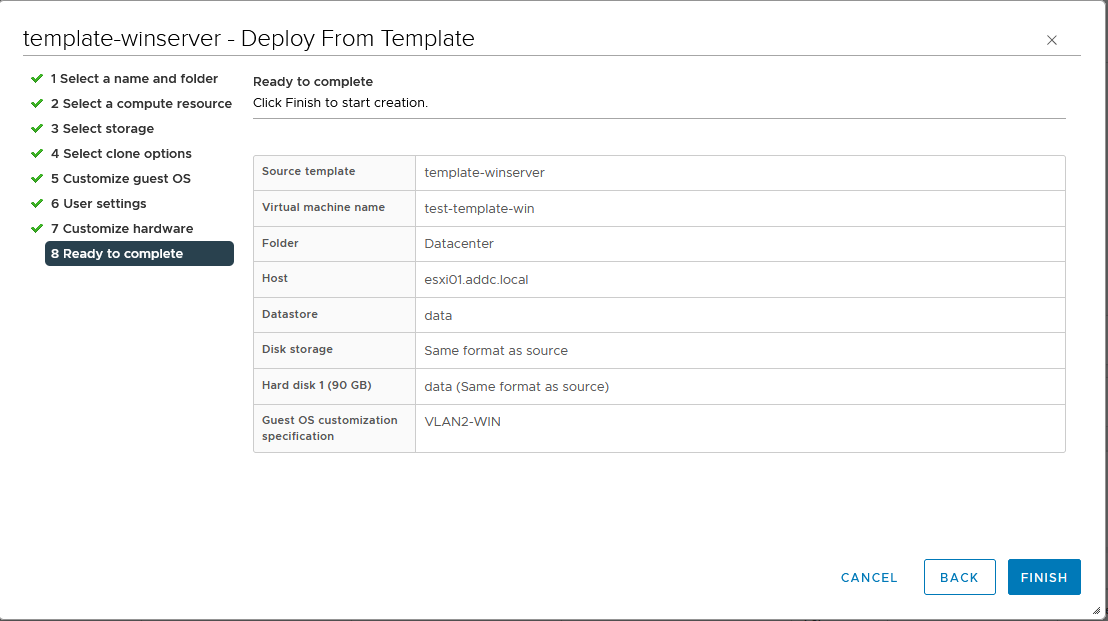 template-winserver - Deploy From Template
1 Select a name and folder
2 Select a compute resource
3 Select storage
4 Select clone options
5 Customize guest OS
6 User settings
7 Customize hardware
8 Ready to complete
Ready to complete
Click Finish to start creation.
Source template template-winserver
Virtual machine name test-template-win
Folder Datacenter
Host esxi01.addc.local
Datastore data
Disk storage Same format as source
Hard disk 1 (90 GB) data (Same format as source)
Guest OS customization VLAN2-WIN
specification
CANCEL BACK FINISH